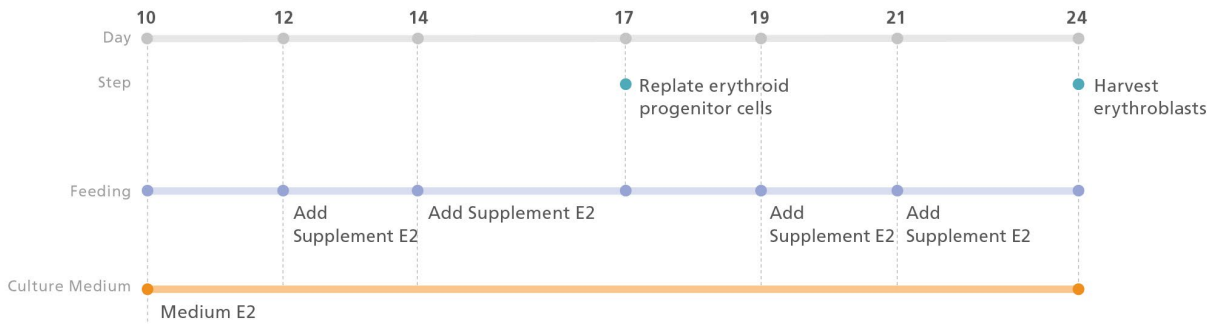 10 12 14 17 19 21 24
Day
Step
Replate erythroid
progenitor cells
Harvest
erythroblasts
Feeding
Add
Supplement E2
Add Supplement E2
Add
Supplement E2
Add
Supplement E2
Culture Medium
Medium E2